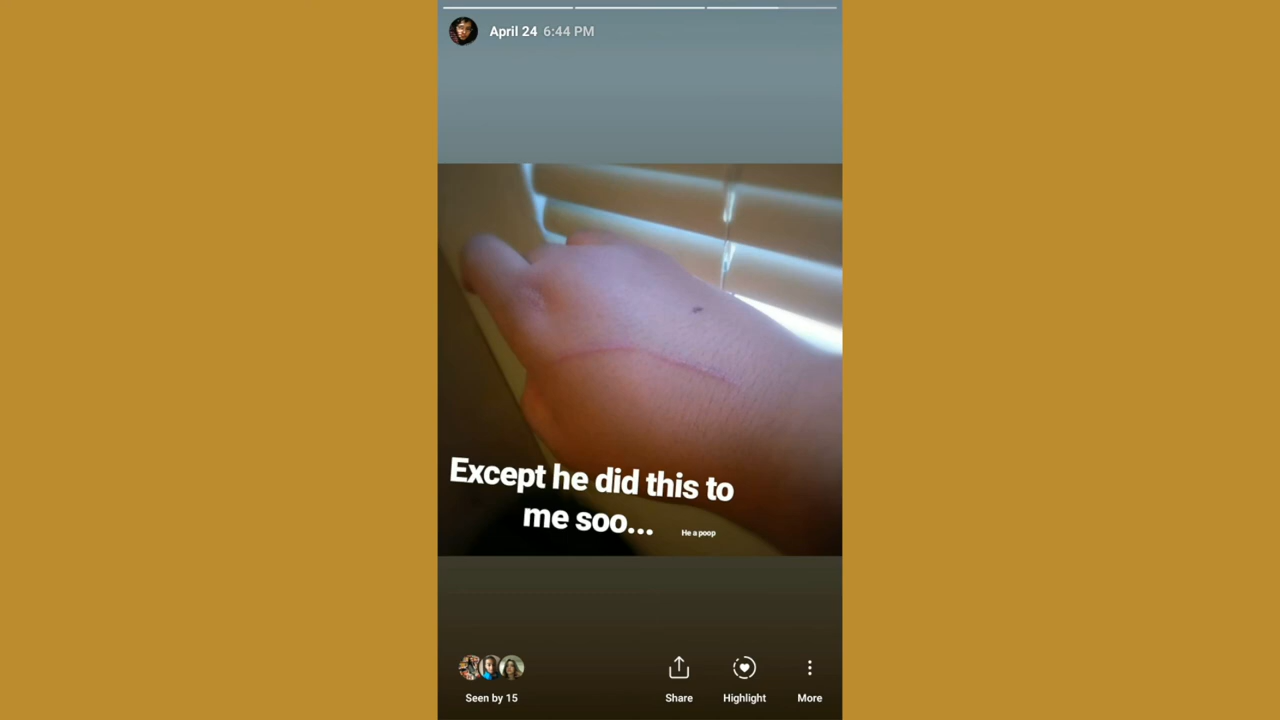 April 24 6:44 PM
Except he did this to
me soo...
He a poop
Seen by 15
Share
Highlight
More